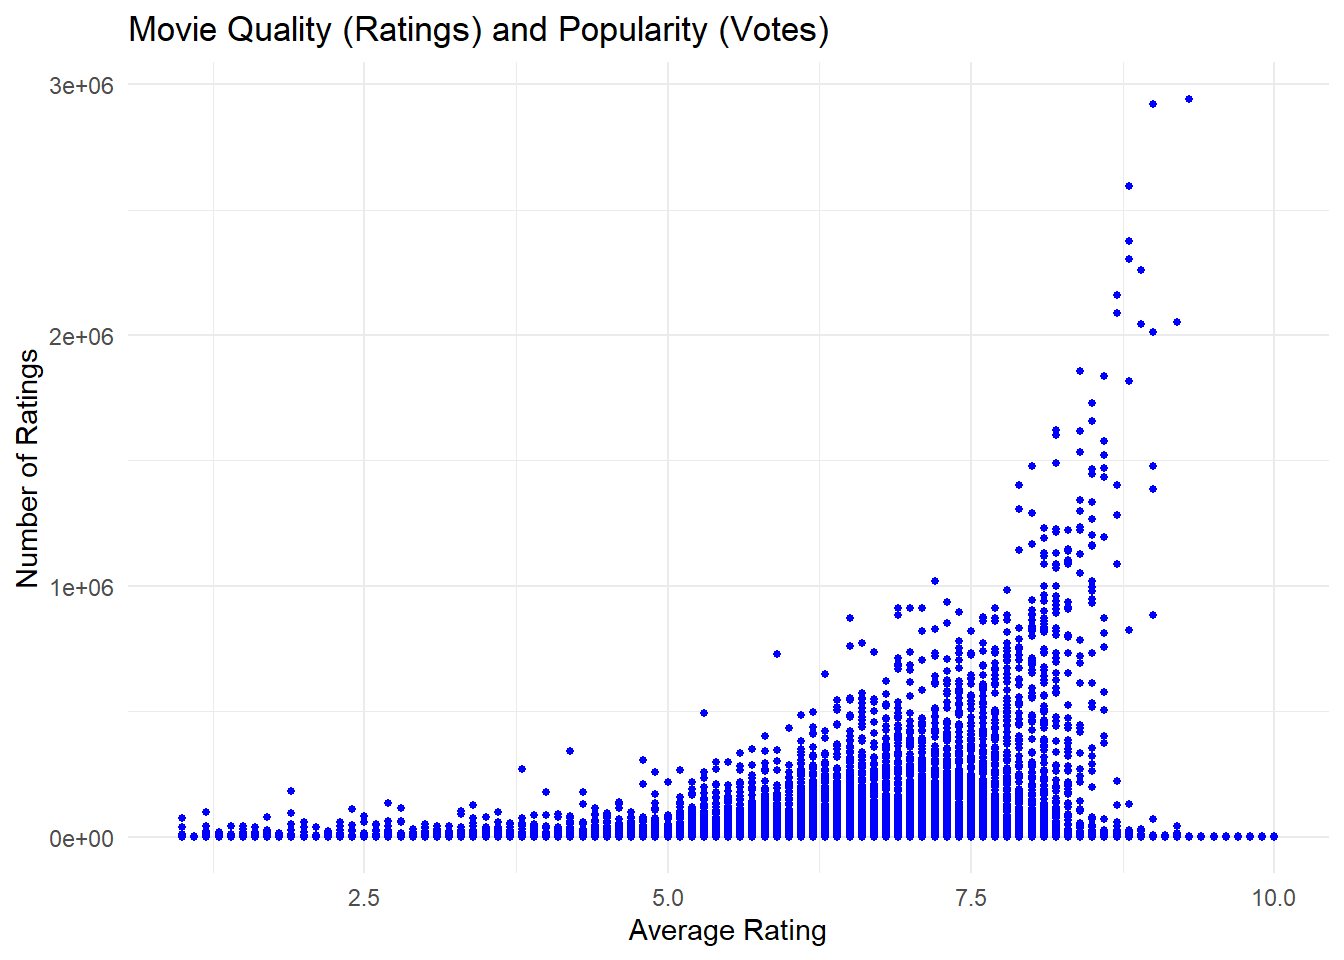 Movie Quality (Ratings) and Popularity (Votes)
3e+06
2e+06
1e+06
0e+00
Number of Ratings
2.5 5.0 7.5 10.0
Average Rating